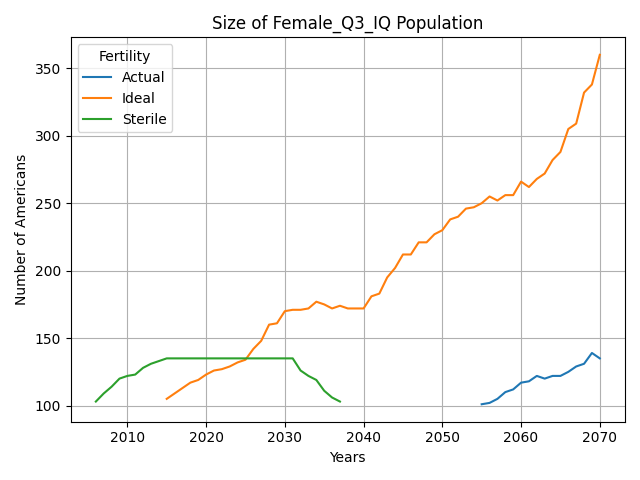 Size of Female_Q3_IQ Population
Fertility
Actual
Ideal
Sterile
Number of Americans
350
300
250
200
150
100
2010 2020 2030 2040 2050 2060 2070
Years